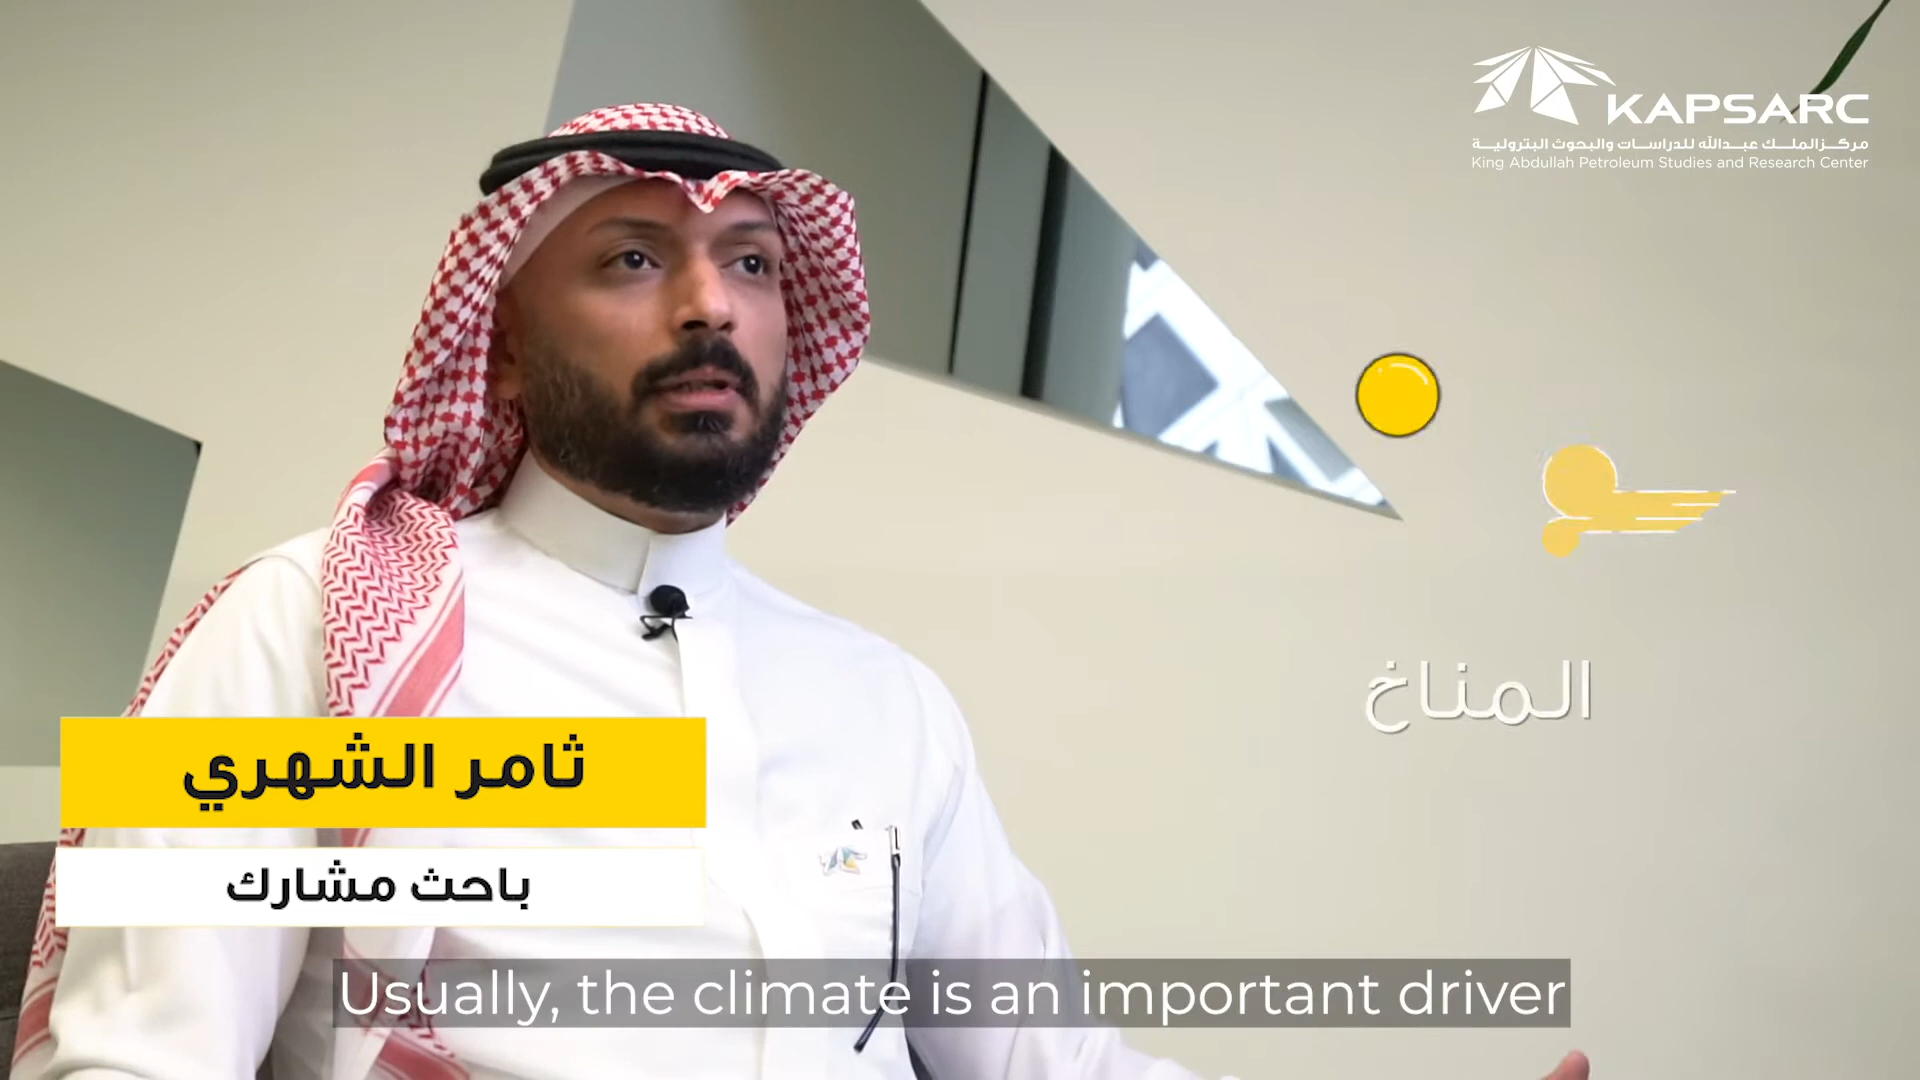 KAPSARC
مركز الملك عبدالله للدراسات والبحوث البترولية
King Abdullah Petroleum Studies and Research Center
المناخ
ثامر الشهري
باحث مشارك
Usually, the climate is an important driver